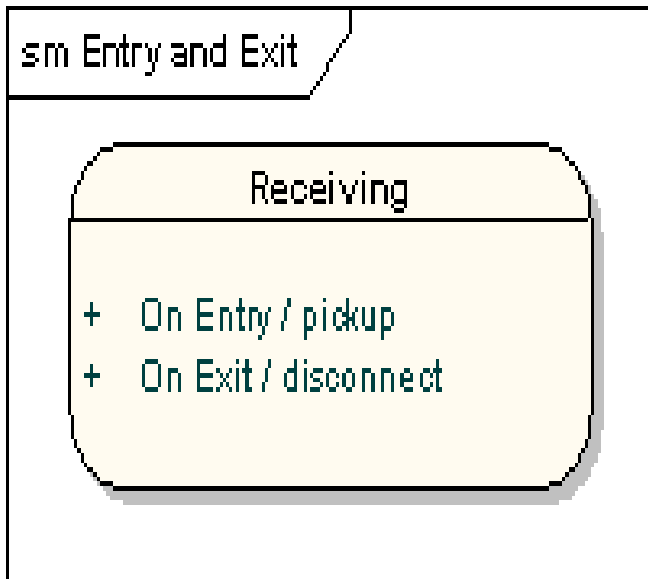 sm Entry and Exit
Receiving
+ On Entry / pickup
+ On Exit / disconnect